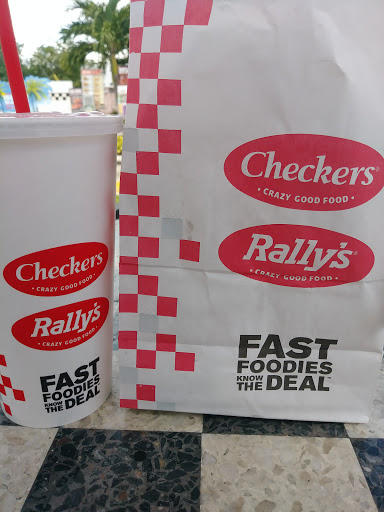 Checkers
• CRAZY GOOD FOOD •
Rally's
• CRAZY GOOD FOOD •
FAST
FOODIES
KNOW
THE DEAL
Checkers®
• CRAZY GOOD FOOD •
Rally's®
• CRAZY GOOD FOOD •
FAST
FOODIES
KNOW
THE DEAL™